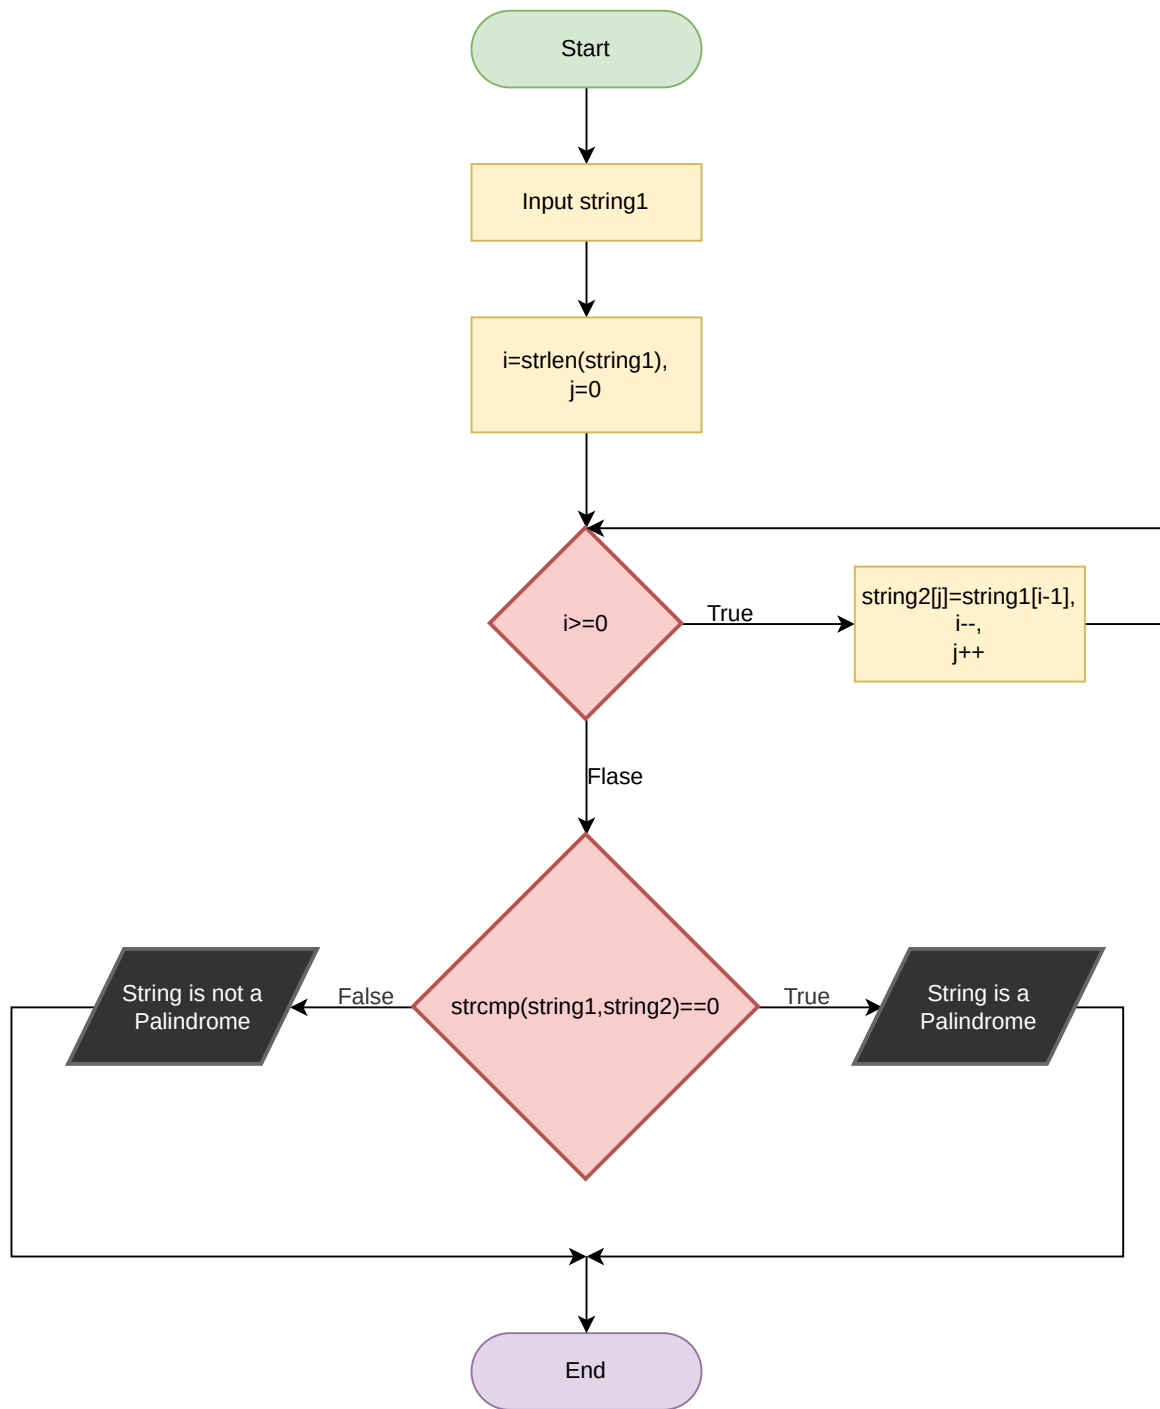 Start
Input string1
i=strlen(string1),
j=0
i>=0
True
string2[j]=string1[i-1],
i--,
j++
Flase
String is not a
Palindrome
False
strcmp(string1,string2)==0
True
String is a
Palindrome
End